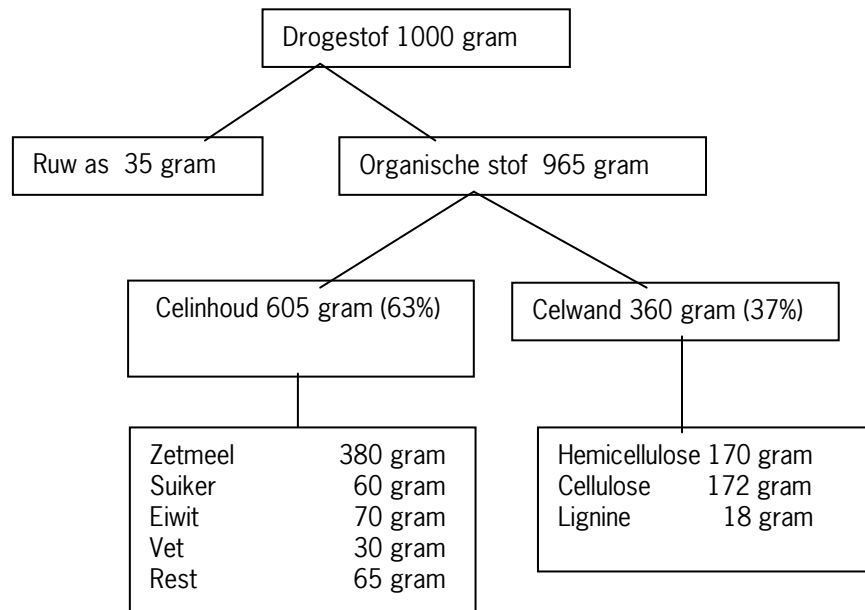 Drogestof 1000 gram
Ruw as 35 gram
Organische stof 965 gram
Celinhoud 605 gram (63%)
Celwand 360 gram (37%)
Zetmeel 380 gram
Suiker 60 gram
Eiwit 70 gram
Vet 30 gram
Rest 65 gram
Hemicellulose 170 gram
Cellulose 172 gram
Lignine 18 gram